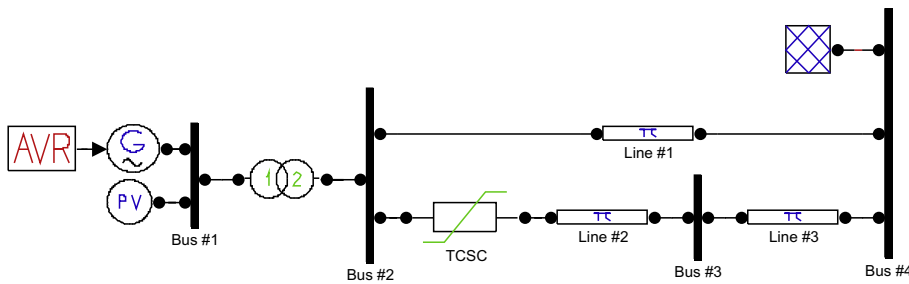 AVR
G
~
PV
Bus #1
1 2
Bus #2
π
Line #1
TCSC
π
Line #2
Bus #3
π
Line #3
Bus #4